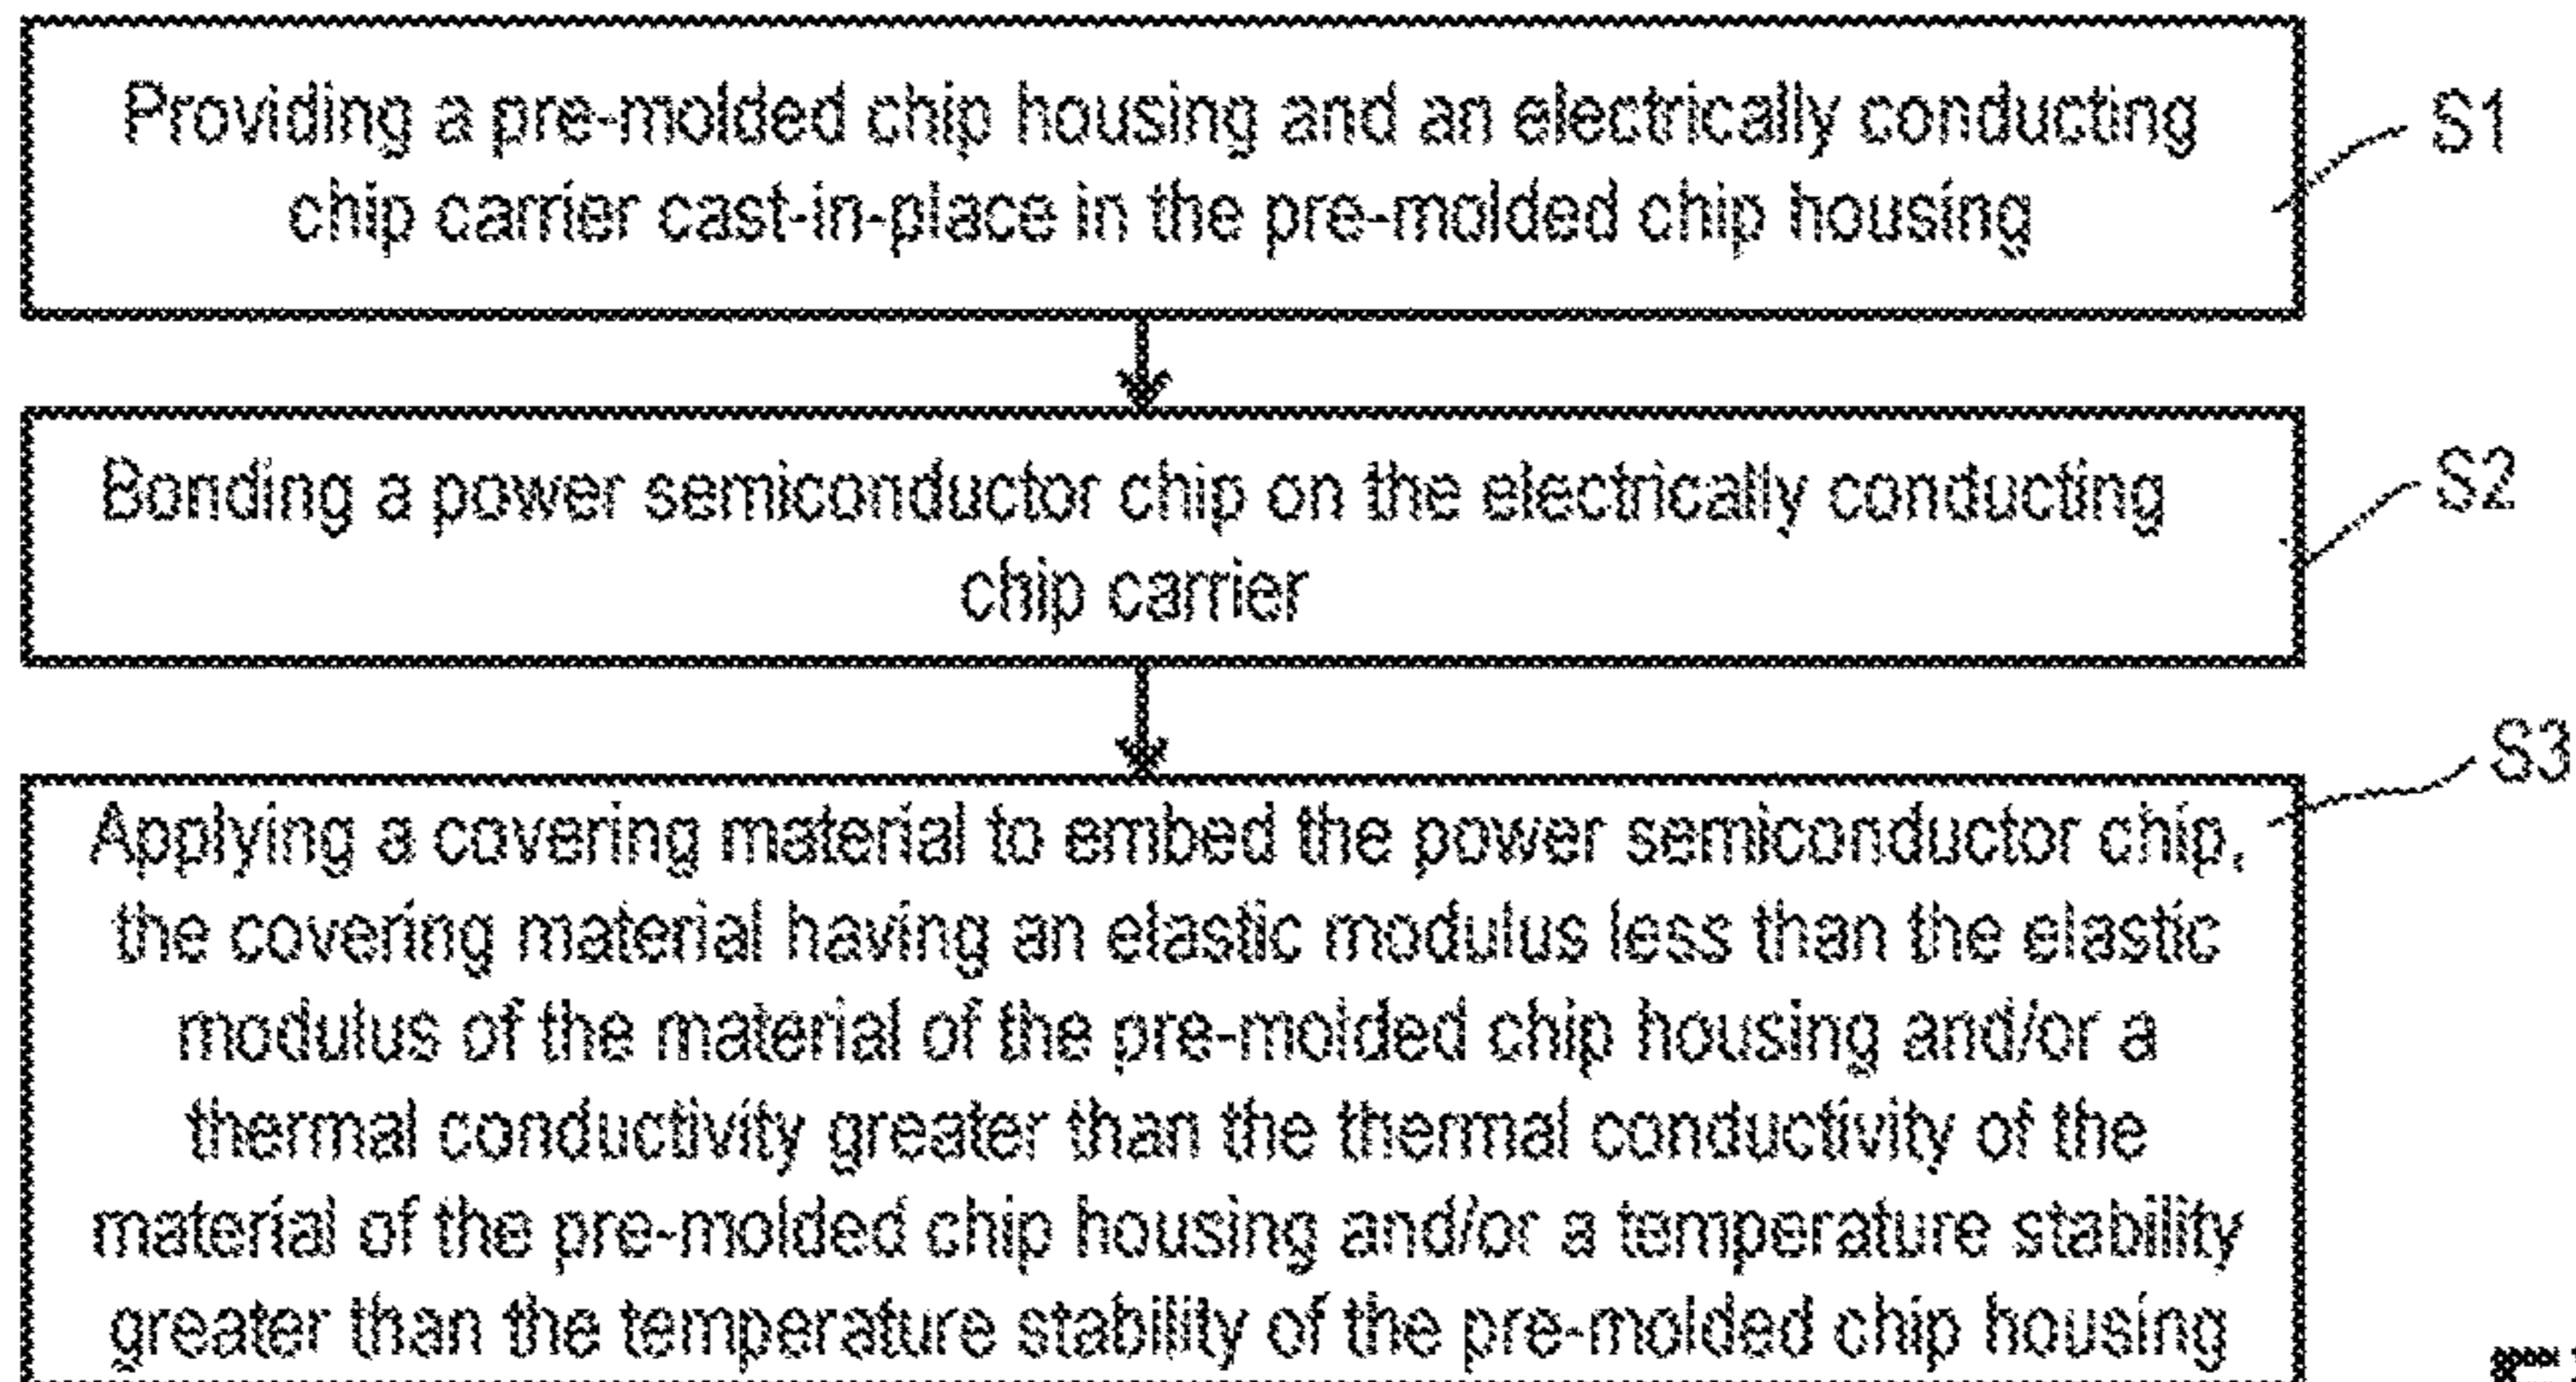 Providing a pre-molded chip housing and an electrically conducting
chip carrier cast-in-place in the pre-molded chip housing
S1
Bonding a power semiconductor chip on the electrically conducting
chip carrier
S2
S3
Applying a covering material to embed the power semiconductor chip,
the covering material having an elastic modulus less than the elastic
modulus of the material of the pre-molded chip housing and/or a
thermal conductivity greater than the thermal conductivity of the
material of the pre-molded chip housing and/or a temperature stability
greater than the temperature stability of the pre-molded chip housing